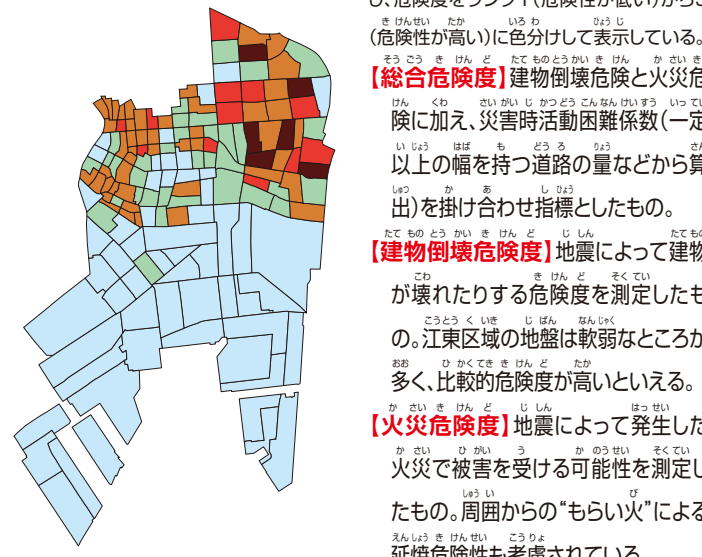 し、危険度をランク1(危険性が低い)から
(危険性が高い)に色分けして表示している。
【総合危険度】建物倒壊危険と火災危
険に加え、災害時活動困難係数(一定
以上の幅を持つ道路の量などから算
出)を掛け合わせ指標としたもの。
【建物倒壊危険度】地震によって建物
が壊れたりする危険度を測定したも
の。江東区域の地盤は軟弱なところが
多く、比較的危険度が高いといえる。
【火災危険度】地震によって発生した
火災で被害を受ける可能性を測定し
たもの。周囲からの“もらい火”による
延焼危険性も考慮されている